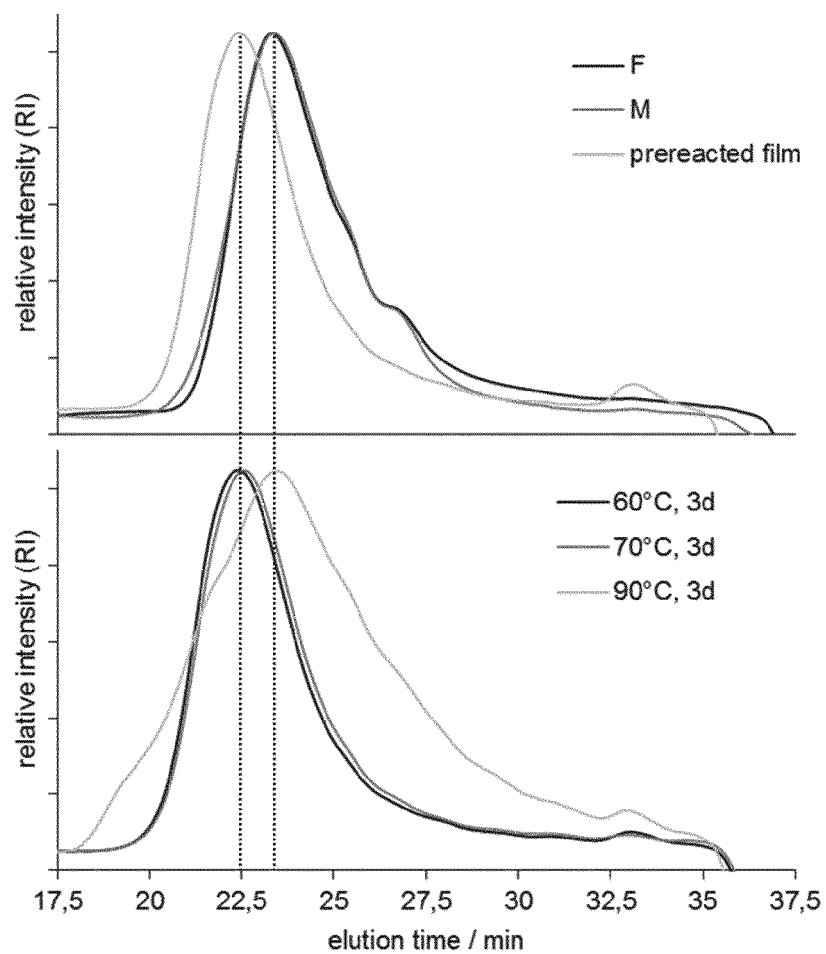 relative intensity (RI)
F
M
prereacted film
relative intensity (RI)
60°C, 3d
70°C, 3d
90°C, 3d
17,5 20 22,5 25 27,5 30 32,5 35 37,5
elution time / min